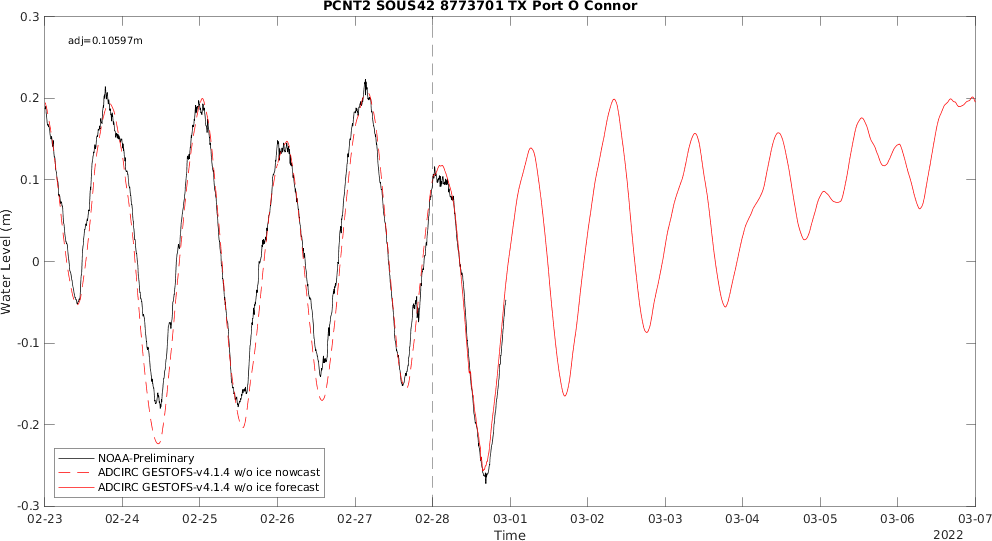 PCNT2 SOUS42 8773701 TX Port O Connor
adj=0.10597m
0.3
0.2
0.1
0
-0.1
-0.2
-0.3
Water Level (m)
NOAA-Preliminary
ADCIRC GESTOFS-v4.1.4 w/o ice nowcast
ADCIRC GESTOFS-v4.1.4 w/o ice forecast
02-23 02-24 02-25 02-26 02-27 02-28 03-01 03-02 03-03 03-04 03-05 03-06 03-07
Time
2022